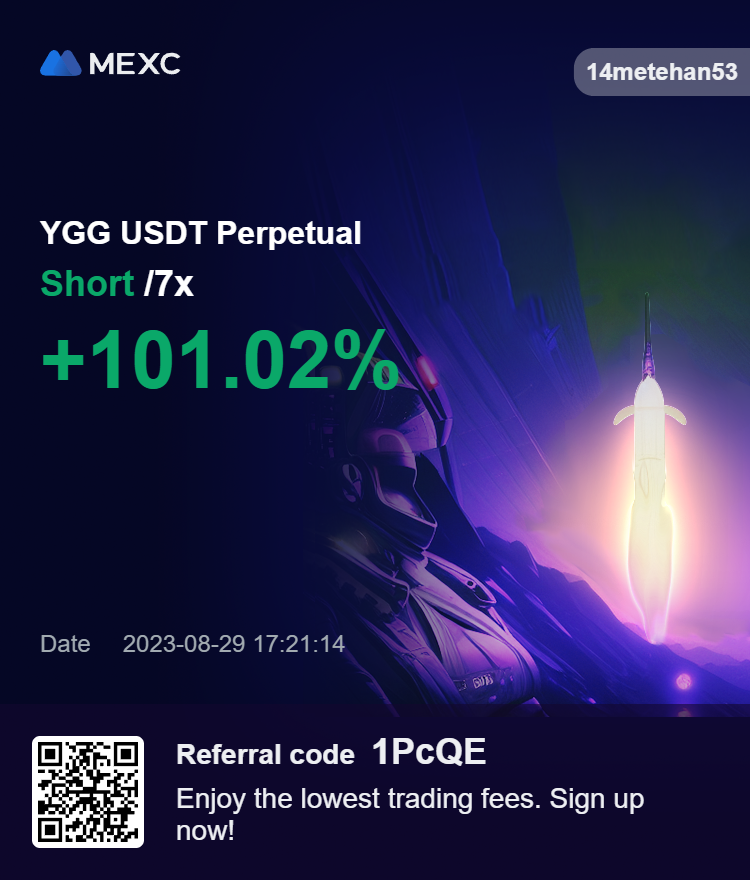 MEXC
14metehan53
YGG USDT Perpetual
Short /7x
+101.02%
Date 2023-08-29 17:21:14
Referral code 1PcQE
Enjoy the lowest trading fees. Sign up
now!